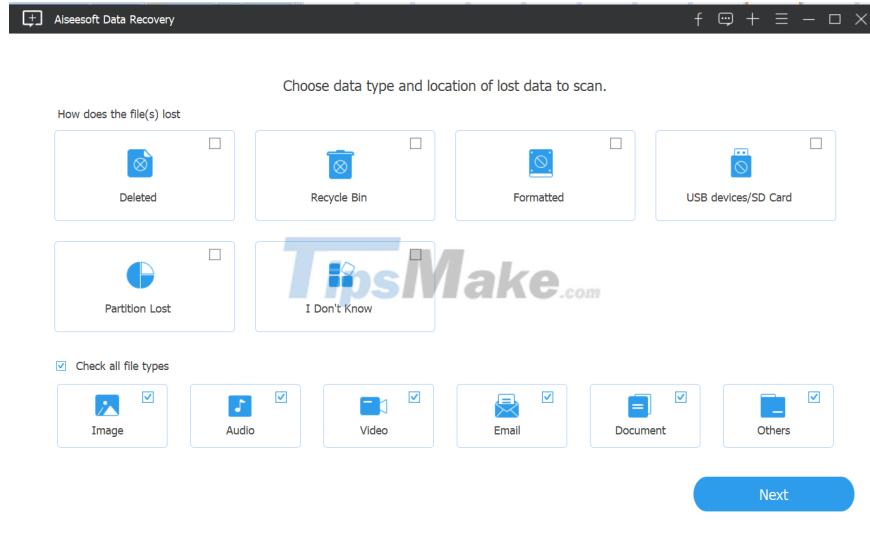 Aiseesoft Data Recovery
Choose data type and location of lost data to scan.
How does the file(s) lost
Deleted
Recycle Bin
Formatted
USB devices/SD Card
Partition Lost
I Don't Know
TipsMake.com
Check all file types
Image
Audio
Video
Email
Document
Others
Next